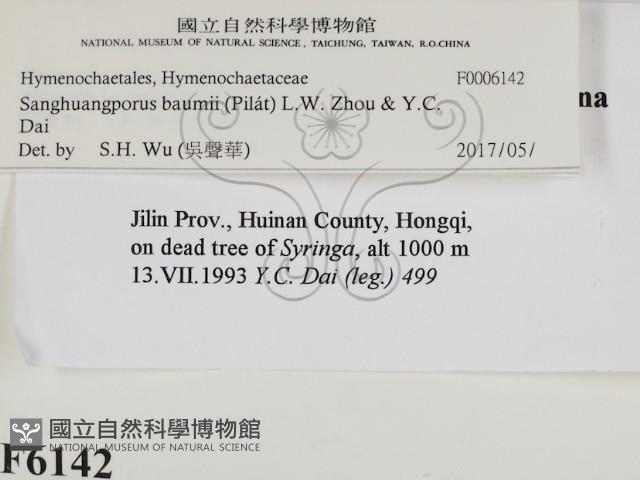 國立自然科學博物館
NATIONAL MUSEUM OF NATURAL SCIENCE, TAICHUNG, TAIWAN, R.O.CHINA
Hymenochaetales, Hymenochaetaceae F0006142
Sanghuangporus baumii (Pilát) L.W. Zhou & Y.C.
Dai
Det. by S.H. Wu (吳聲華) 2017/05/
na
Jilin Prov., Huinan County, Hongqi,
on dead tree of Syringa, alt 1000 m
13.VII.1993 Y.C. Dai (leg.) 499
國立自然科學博物館
NATIONAL MUSEUM OF NATURAL SCIENCE
F6142